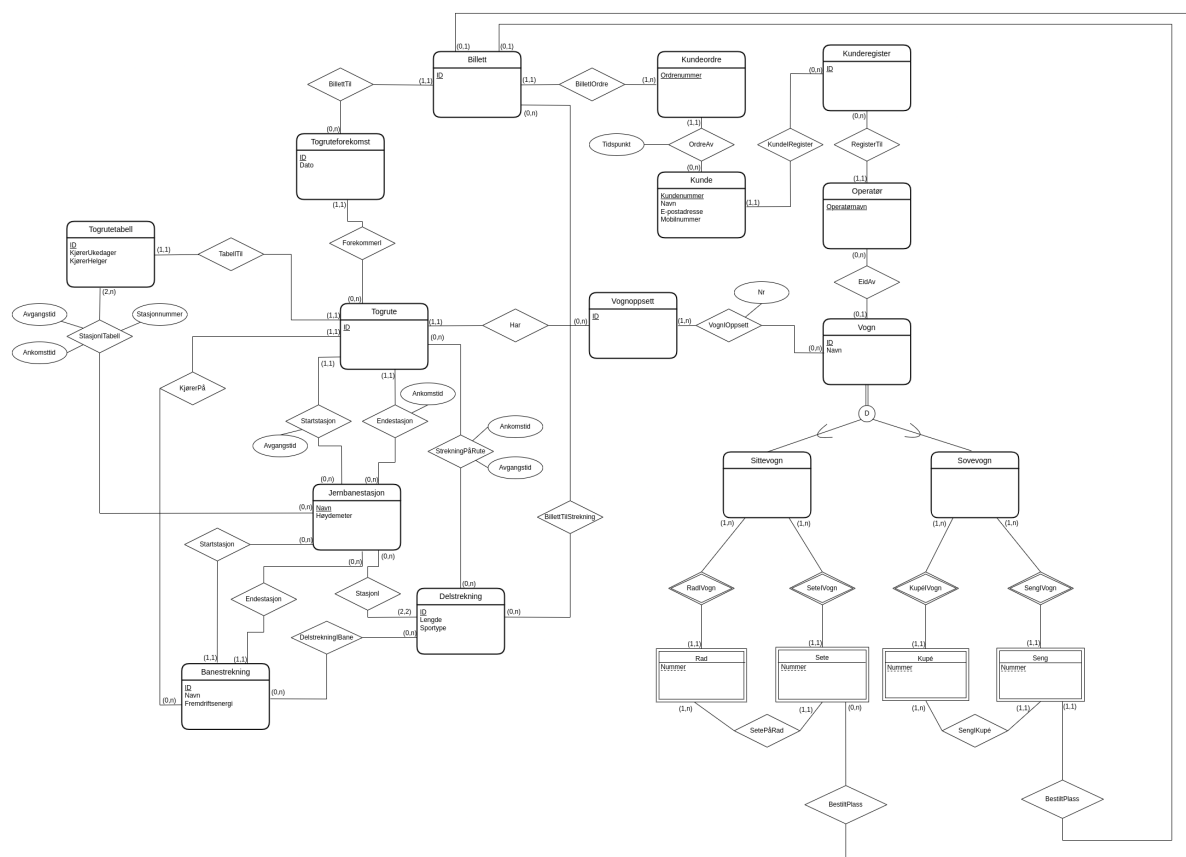 (0,1)
(0,1)
Billett
ID
(1,1)
(1,1)
(0,n)
BillettTil
BilletIOrdre
(1,n)
Kundeordre
Ordrenummer
(1,1)
Kunderegister
ID
(0,n)
(0,n)
(0,n)
Togruteforekomst
ID
Dato
(1,1)
Tidspunkt
OrdreAv
KundeIRegister
RegisterTil
(0,n)
Kunde
Kundenummer
Navn
E-postadresse
Mobilnummer
(1,1)
(1,1)
Operatør
Operatørnavn
(0,n)
Togrutetabell
ID
KjørerUkedager
KjørerHelger
(1,1)
(2,n)
TabellTil
ForekommerI
EidAv
(0,n)
Togrute
ID
(1,1)
(1,1)
(1,1)
(0,n)
(1,1)
(1,1)
(1,1)
Har
(0,n)
Vognoppsett
ID
(1,n)
Nr
VognIOppsett
(0,n)
(0,1)
Vogn
ID
Navn
D
Avgangstid
Stasjonnummer
StasjonITabell
Ankomsttid
KjørerPå
Ankomstid
Startstasjon
Endestasjon
Avgangstid
Ankomstid
StrekningPåRute
Avgangstid
Sittevogn
(1,n)
(1,n)
Sovevogn
(1,n)
(1,n)
(0,n)
(0,n)
Jernbanestasjon
Navn
Høydemeter
(0,n)
(0,n)
(0,n)
(0,n)
BillettTilStrekning
Startstasjon
Endestasjon
StasjonI
(0,n)
Delstrekning
ID
Lengde
Sportype
(2,2)
(0,n)
(0,n)
DelstrekningIBane
RadIVogn
SeteIVogn
KupéIVogn
SengIVogn
(1,1)
(1,1)
Banestrekning
ID
Navn
Fremdriftsenergi
(0,n)
(0,n)
(1,1)
(1,1)
(1,1)
(1,1)
Rad
Nummer
Sete
Nummer
Kupé
Nummer
Seng
Nummer
(1,n)
(1,1)
(0,n)
(1,n)
(1,1)
(1,1)
SetePåRad
SengIKupé
BestiltPlass
BestiltPlass